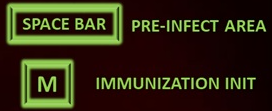 SPACE BAR PRE-INFECT AREA
M IMMUNIZATION INIT